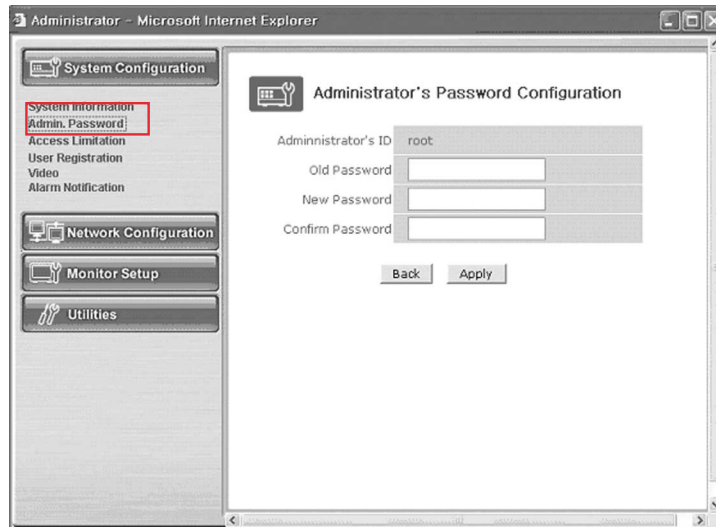 Administrator - Microsoft Internet Explorer
System Configuration
System Information
Admin. Password
Access Limitation
User Registration
Video
Alarm Notification
Network Configuration
Monitor Setup
Utilities
Administrator's Password Configuration
Adminnistrator's ID root
Old Password
New Password
Confirm Password
Back Apply